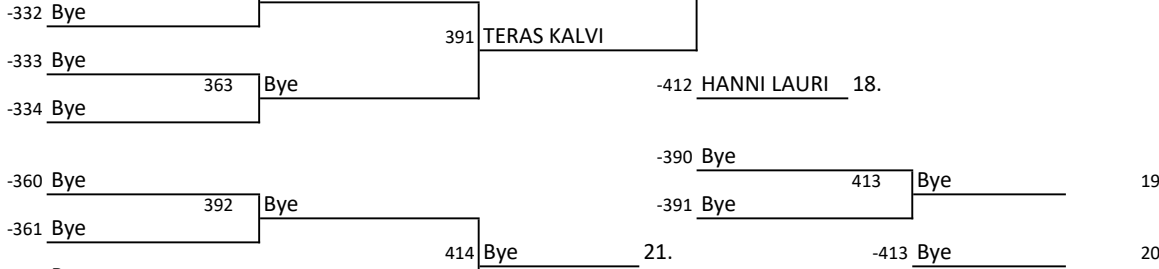 -332 Bye
391 TERAS KALVI
-333 Bye
363 Bye
-412 HANNI LAURI 18.
-334 Bye
-390 Bye
-360 Bye
413 Bye 19
392 Bye
-391 Bye
-361 Bye
414 Bye 21.
-413 Bye 20